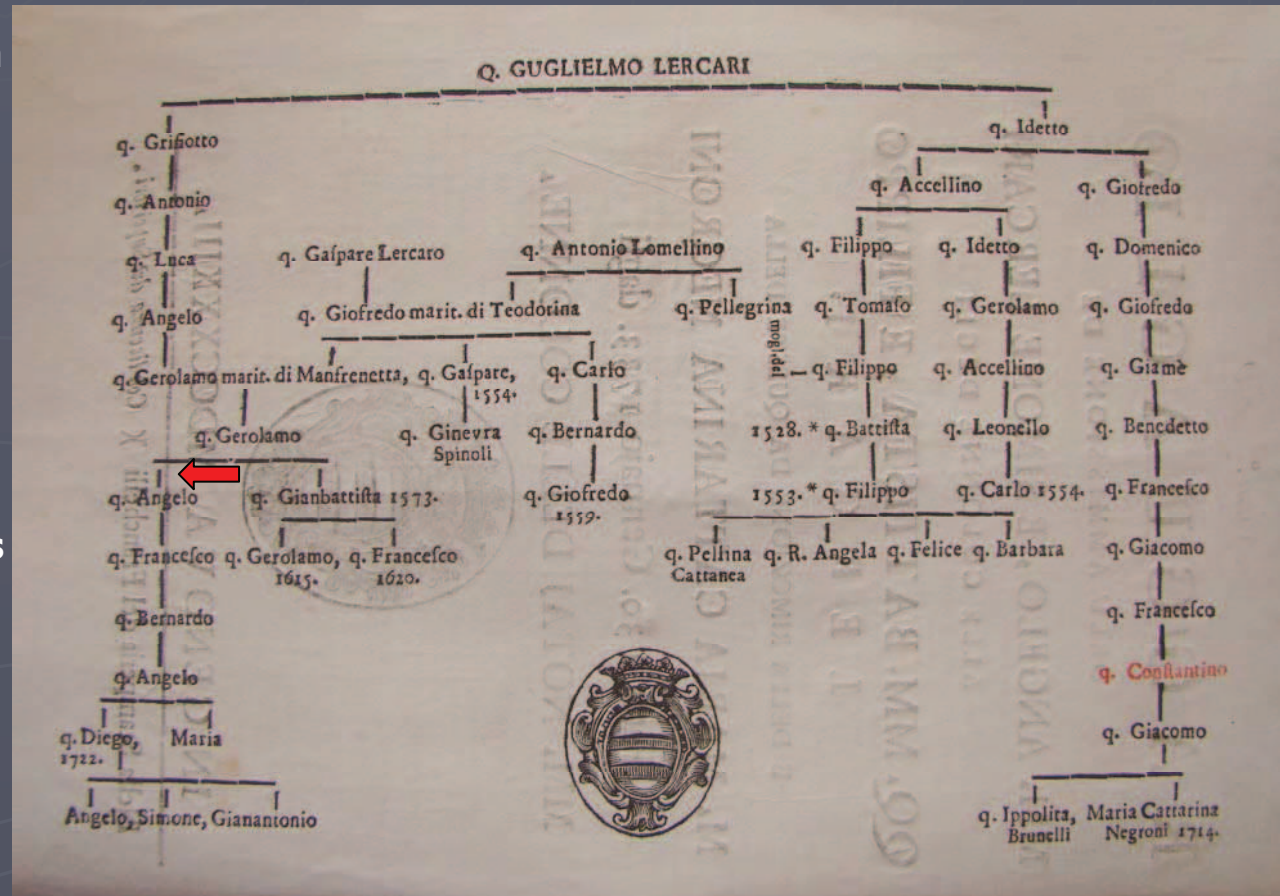 Q. GUGLIELMO LERCARI
q. Grifiotto
q. Idetto
q. Antonio
q. Accellino
q. Giofredo
q. Luca
q. Gaſpare Lercaro
q. Antonio Lomellino
q. Filippo
q. Idetto
q. Domenico
q. Angelo
q. Giofredo marit. di Teodorina
q. Pellegrina
q. Tomaſo
q. Gerolamo
q. Giofredo
mogl. del
q. Gerolamo marit. di Manfrenetta, q. Gaſpare, 1554.
q. Carlo
q. Filippo
q. Accellino
q. Giamè
q. Gerolamo
q. Ginevra Spinoli
q. Bernardo
1528. * q. Battiſta
q. Leonello
q. Benedetto
q. Angelo
q. Gianbattiſta 1573.
q. Giofredo 1559.
1553. * q. Filippo
q. Carlo 1554.
q. Franceſco
q. Franceſco
q. Gerolamo, 1615.
q. Franceſco 1620.
q. Pellina Cattanea
q. R. Angela
q. Felice
q. Barbara
q. Giacomo
q. Bernardo
q. Franceſco
q. Angelo
q. Conſtantino
q. Diego, 1722.
Maria
q. Giacomo
Angelo, Simone, Gianantonio
q. Ippolita, Brunelli
Maria Cattarina Negroni 1714.